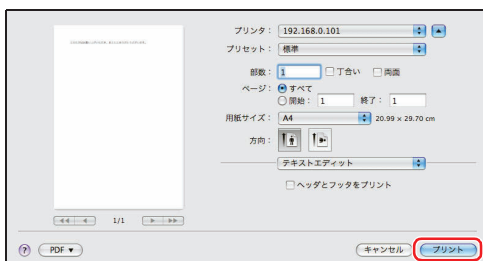 プリンタ： 192.168.0.101
プリセット： 標準
部数： 1 丁合い 両面
ページ： すべて
開始： 1 終了： 1
用紙サイズ： A4 20.99 × 29.70 cm
方向：
テキストエディット
ヘッダとフッタをプリント
1/1
? PDF ▼ キャンセル プリント